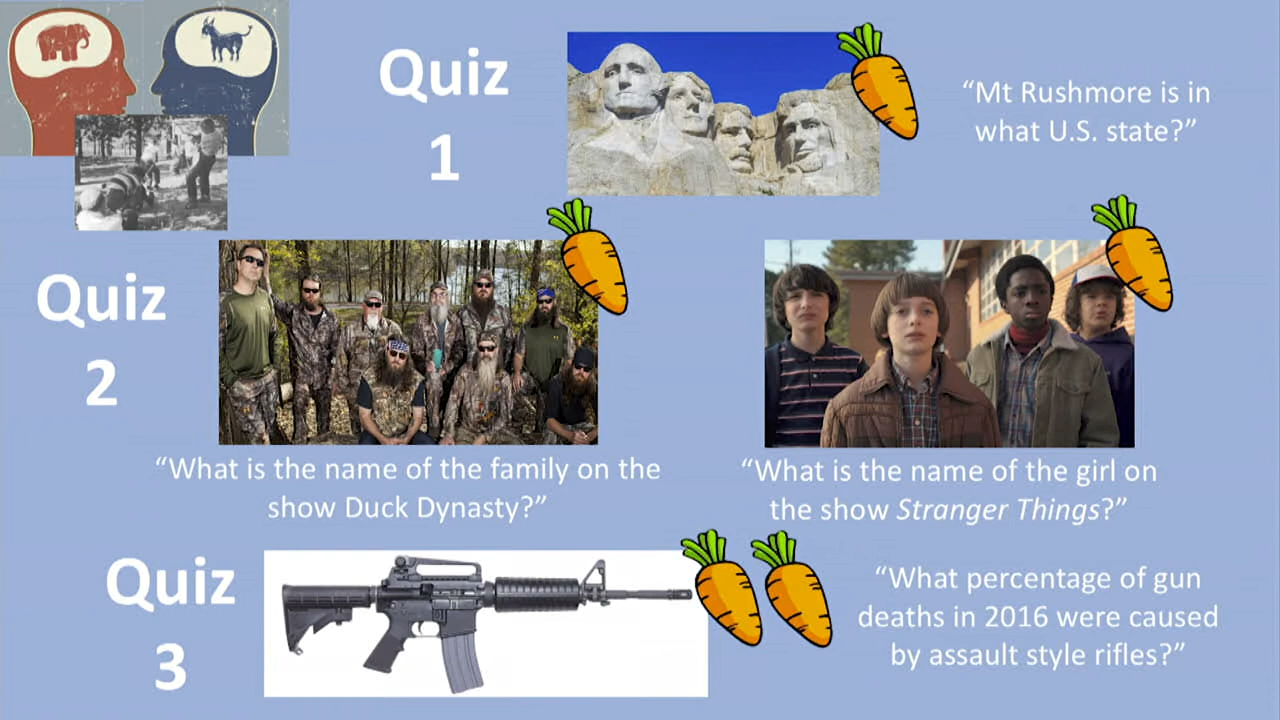 Quiz
1
“Mt Rushmore is in
what U.S. state?”
Quiz
2
“What is the name of the family on the
show Duck Dynasty?”
“What is the name of the girl on
the show Stranger Things?”
Quiz
3
“What percentage of gun
deaths in 2016 were caused
by assault style rifles?”